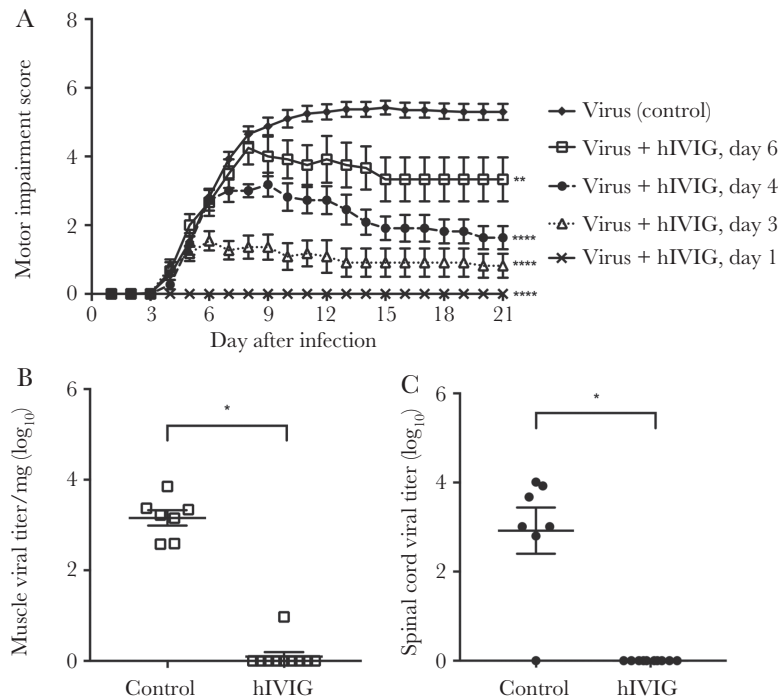 A
Motor impairment score
8
6
4
2
0
0 3 6 9 12 15 18 21
Day after infection
**
****
****
****
Virus (control)
Virus + hIVIG, day 6
Virus + hIVIG, day 4
Virus + hIVIG, day 3
Virus + hIVIG, day 1
B
Muscle viral titer/mg (log10)
6
4
2
0
*
Control hIVIG
C
Spinal cord viral titer (log10)
6
4
2
0
*
Control hIVIG